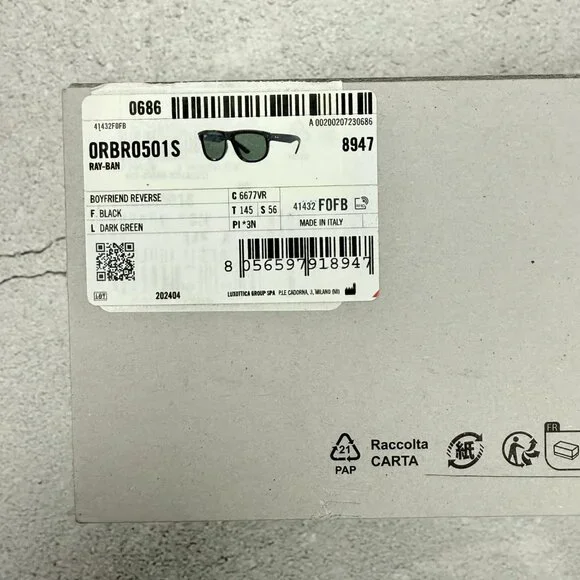 0686
41432F0FB
A 00200207230686
0RBR0501S
8947
RAY-BAN
BOYFRIEND REVERSE
C 6677VR
F BLACK
T 145 S 56
41432 F0FB
L DARK GREEN
PI *3N
MADE IN ITALY
8 056597 918947
LOT
202404
LUXOTTICA GROUP SPA P.LE CADORNA, 3, MILANO (MI)
FR
21
PAP
Raccolta
CARTA
紙